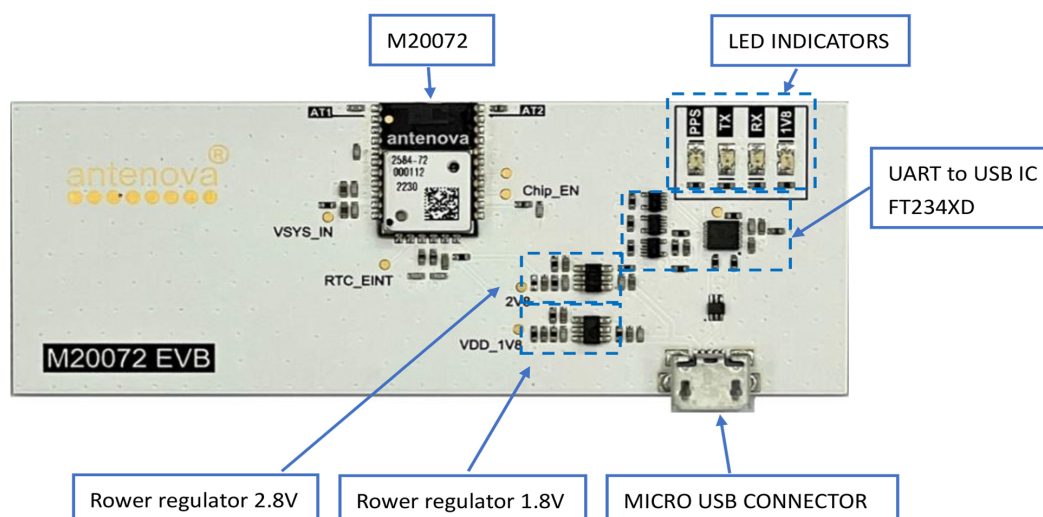 M20072
LED INDICATORS
AT1
AT2
PPS
TX
RX
1V8
antenova
2584-72
000112
2230
antenova®
UART to USB IC
FT234XD
Chip_EN
VSYS_IN
RTC_EINT
2V8
VDD_1V8
M20072 EVB
Rower regulator 2.8V
Rower regulator 1.8V
MICRO USB CONNECTOR